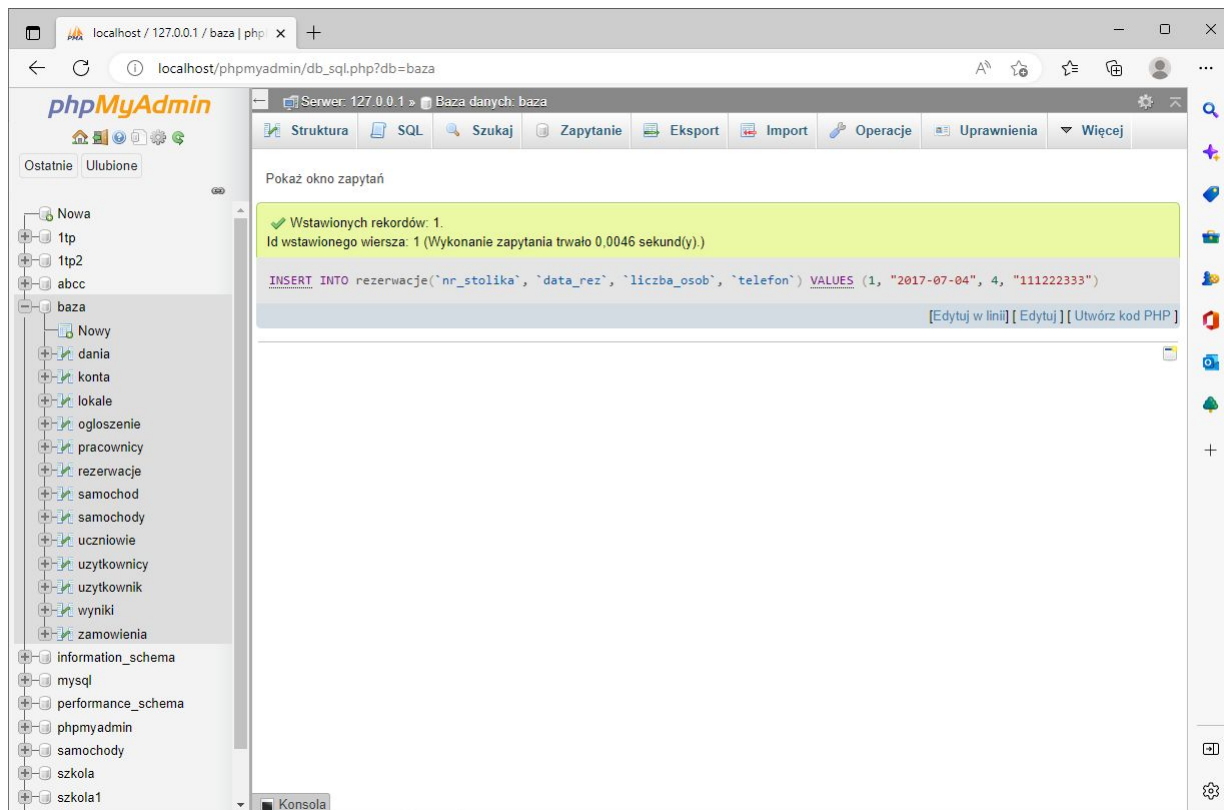 localhost / 127.0.0.1 / baza | php
localhost/phpmyadmin/db_sql.php?db=baza
phpMyAdmin
Ostatnie Ulubione
Nowa
1tp
1tp2
abcc
baza
Nowy
dania
konta
lokale
ogloszenie
pracownicy
rezerwacje
samochod
samochody
uczniowie
uzytkownicy
uzytkownik
wyniki
zamowienia
information_schema
mysql
performance_schema
phpmyadmin
samochody
szkola
szkola1
Serwer: 127.0.0.1 » Baza danych: baza
Struktura SQL Szukaj Zapytanie Eksport Import Operacje Uprawnienia Więcej
Pokaż okno zapytań
Wstawionych rekordów: 1.
Id wstawionego wiersza: 1 (Wykonanie zapytania trwało 0,0046 sekund(y).)
INSERT INTO rezerwacje(`nr_stolika`, `data_rez`, `liczba_osob`, `telefon`) VALUES (1, "2017-07-04", 4, "111222333")
[Edytuj w linii] [ Edytuj ] [ Utwórz kod PHP ]
Konsola